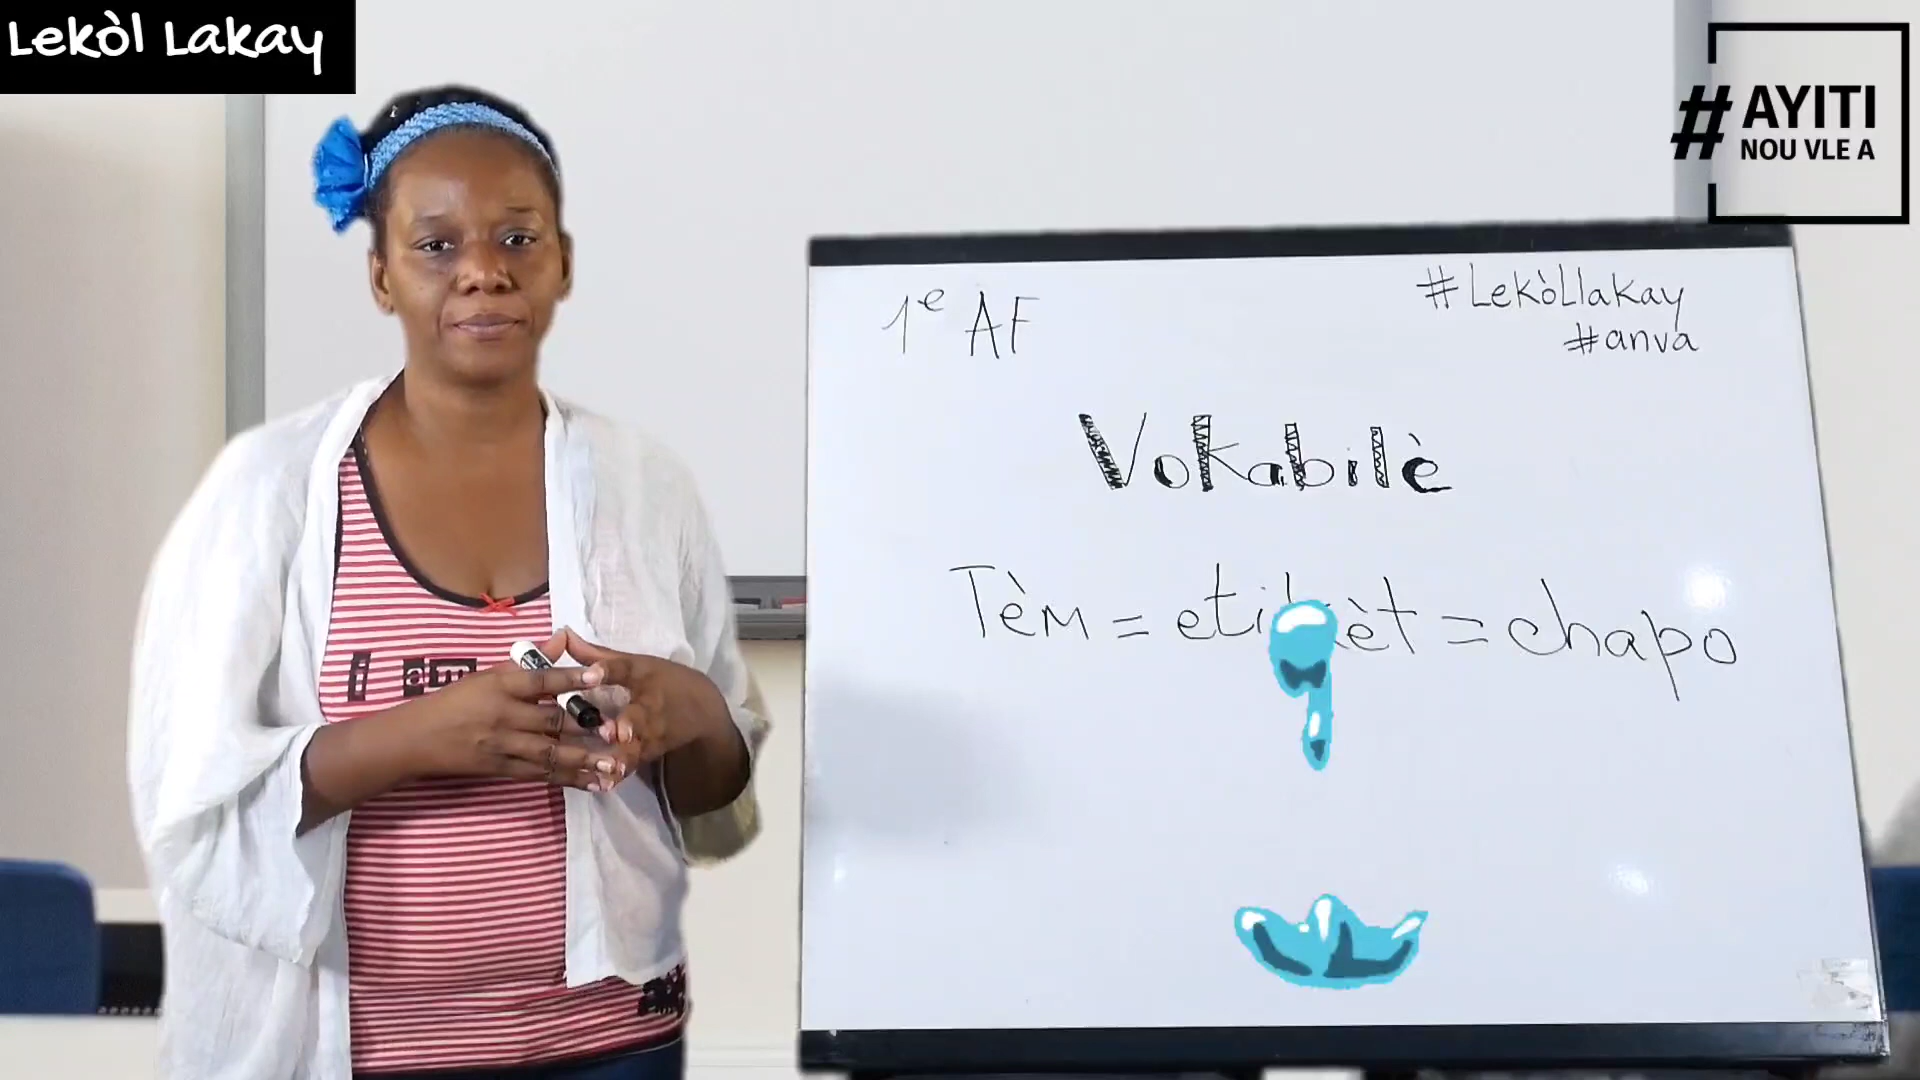 Lekòl Lakay
#AYITI
NOU VLE A
1e AF
#LekòLlakay
#anva
Vokabilè
Tèm = etikèt = chapo
i am